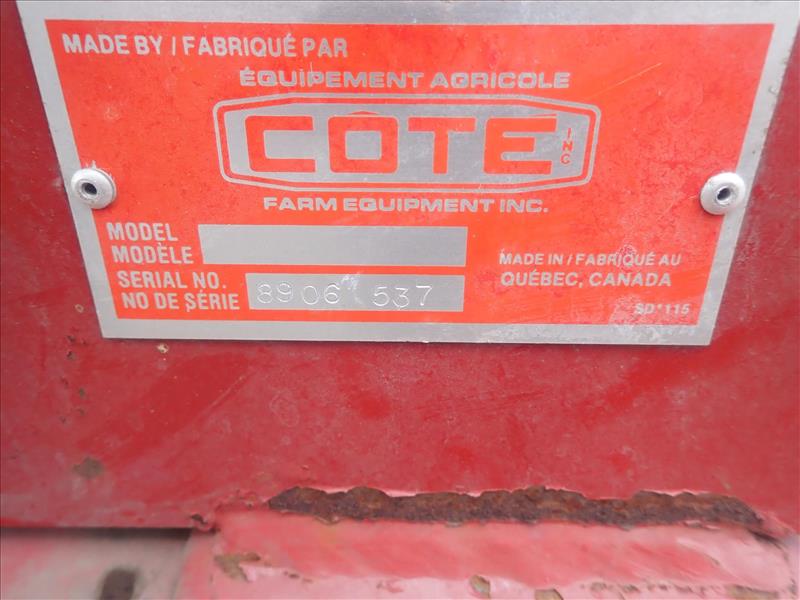 MADE BY / FABRIQUÉ PAR
ÉQUIPEMENT AGRICOLE
CÔTÉ INC
FARM EQUIPMENT INC.
MODEL
MODÈLE
SERIAL NO.
NO DE SÉRIE
8906 537
MADE IN / FABRIQUÉ AU
QUÉBEC, CANADA
SD*115